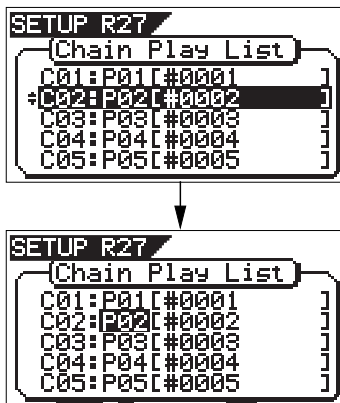 SETUP R27
Chain Play List
C01:P01[#0001 ]
C02:P02[#0002 ]
C03:P03[#0003 ]
C04:P04[#0004 ]
C05:P05[#0005 ]
SETUP R27
Chain Play List
C01:P01[#0001 ]
C02:P02[#0002 ]
C03:P03[#0003 ]
C04:P04[#0004 ]
C05:P05[#0005 ]